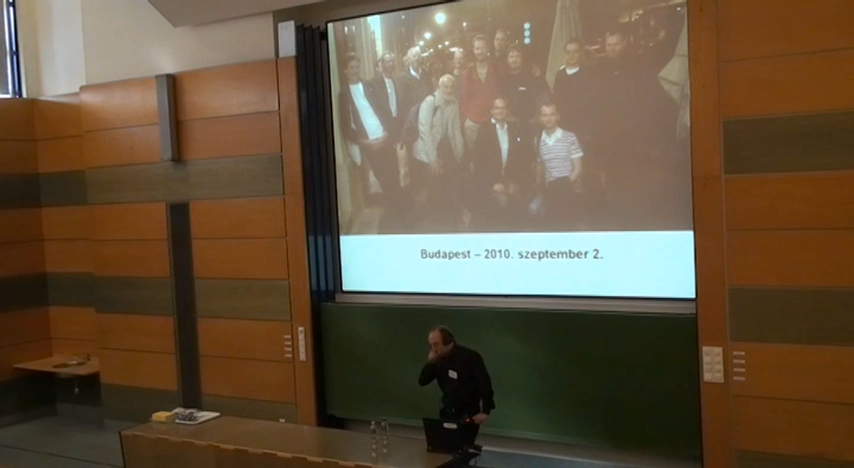 Budapest – 2010. szeptember 2.